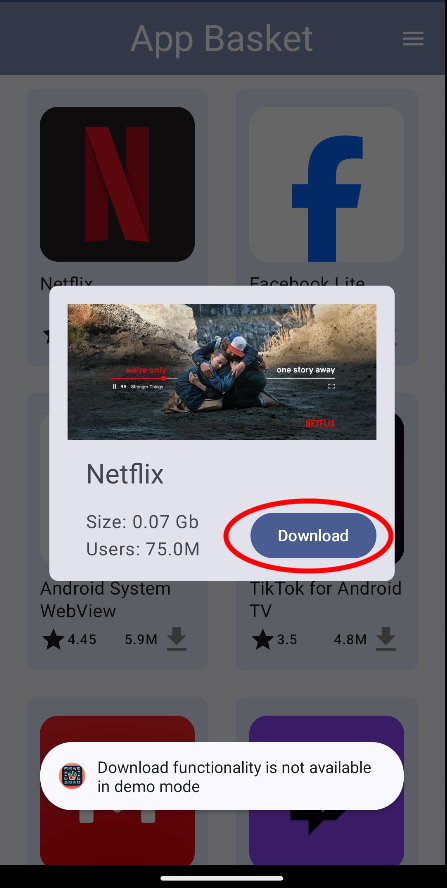 App Basket
Netflix
Facebook Lite
we're only
one story away
Stranger Things
NETFLIX
Netflix
Size: 0.07 Gb
Users: 75.0M
Download
Android System
WebView
TikTok for Android
TV
4.45
5.9M
3.5
4.8M
Download functionality is not available
in demo mode